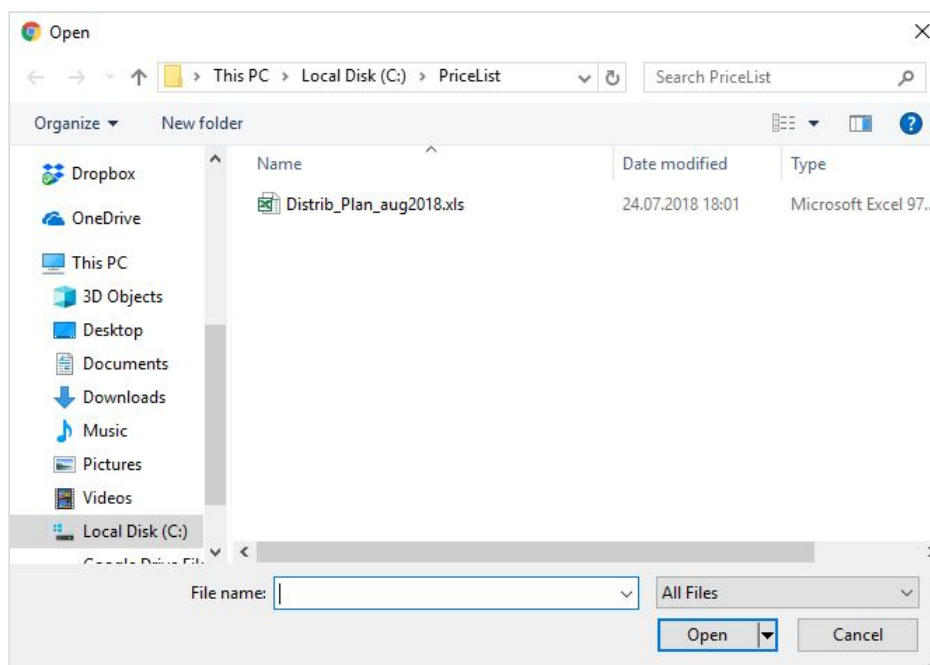 Open
This PC > Local Disk (C:) > PriceList
Search PriceList
Organize
New folder
Name
Date modified
Type
Dropbox
Distrib_Plan_aug2018.xls
24.07.2018 18:01
Microsoft Excel 97..
OneDrive
This PC
3D Objects
Desktop
Documents
Downloads
Music
Pictures
Videos
Local Disk (C:)
File name:
All Files
Open
Cancel